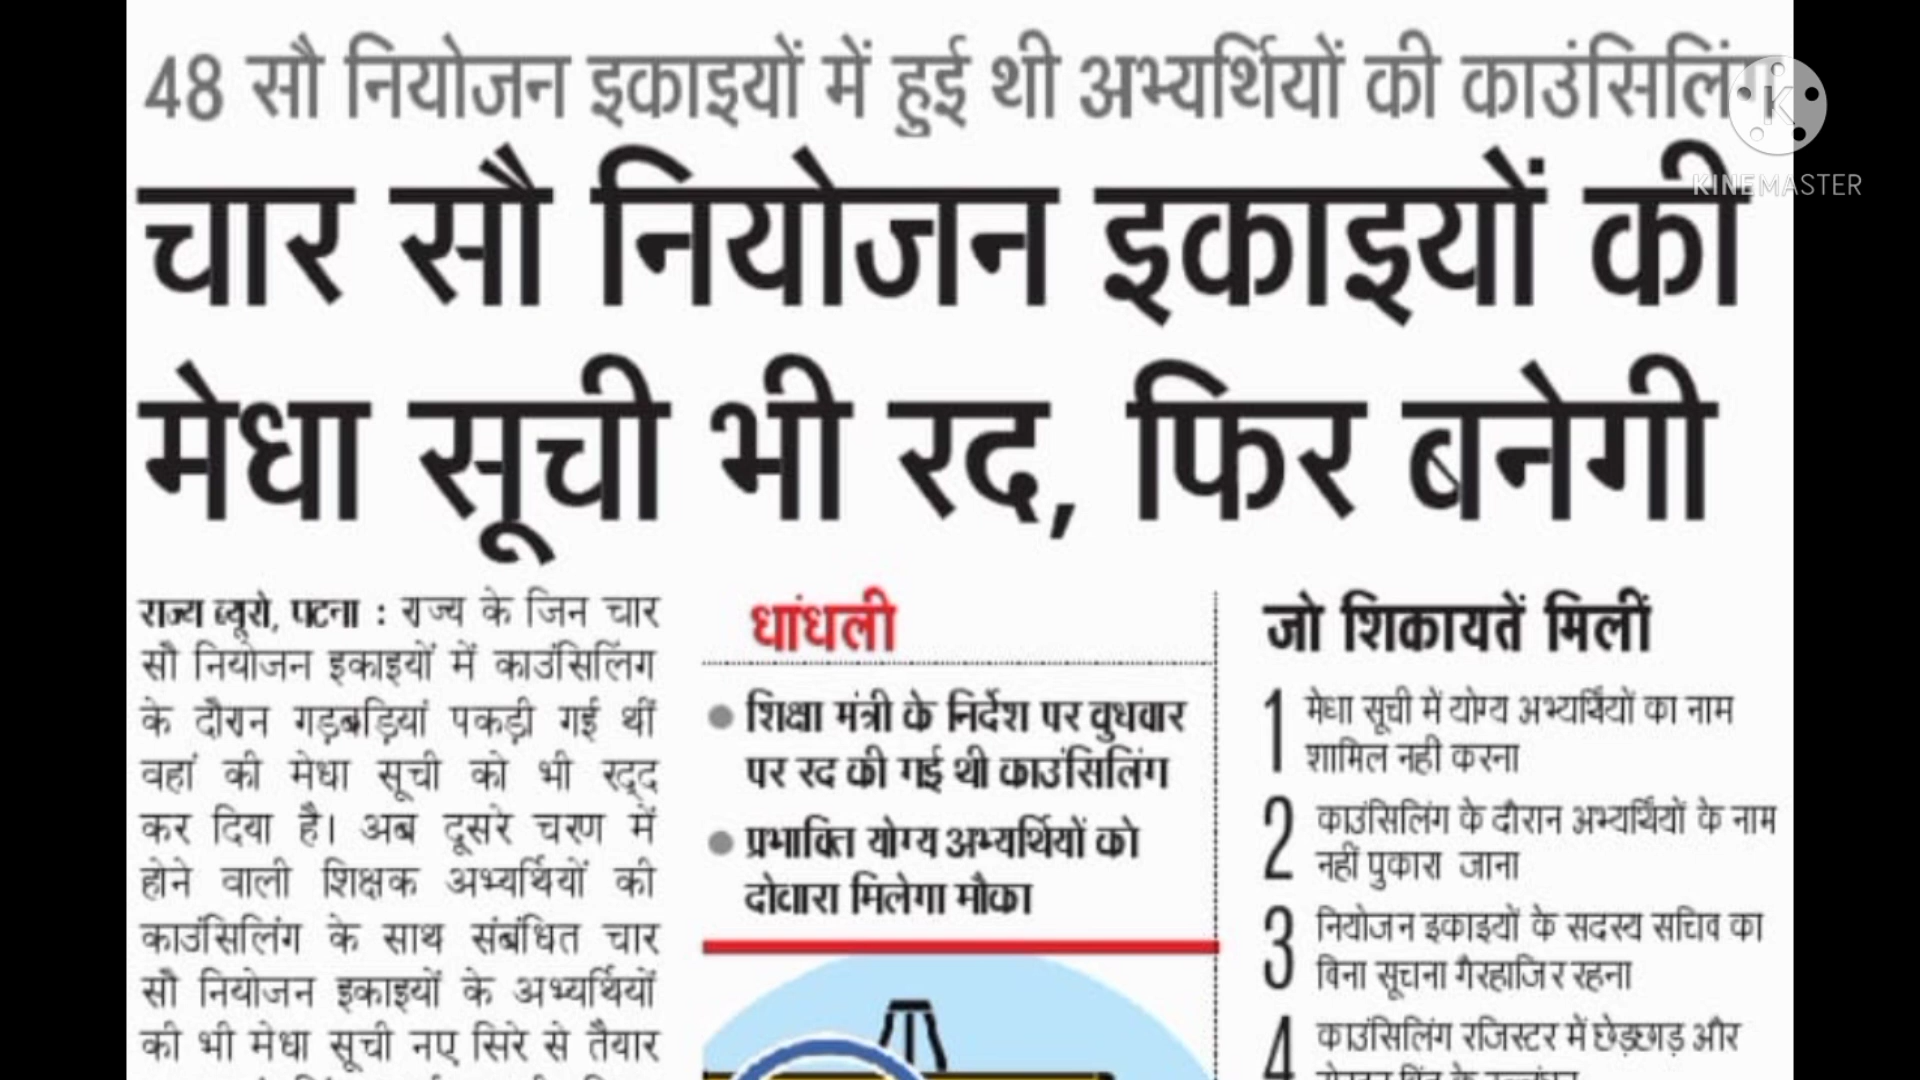 48 सौ नियोजन इकाइयों में हुई थी अभ्यर्थियों की काउंसिलिंग
चार सौ नियोजन इकाइयों की
मेधा सूची भी रद, फिर बनेगी
राज्य ब्यूरो, पटना : राज्य के जिन चार
सौ नियोजन इकाइयों में काउंसिलिंग
के दौरान गड़बड़ियां पकड़ी गई थीं
वहां की मेधा सूची को भी रद्द
कर दिया है। अब दूसरे चरण में
होने वाली शिक्षक अभ्यर्थियों की
काउंसिलिंग के साथ संबंधित चार
सौ नियोजन इकाइयों के अभ्यर्थियों
की भी मेधा सूची नए सिरे से तैयार
धांधली
शिक्षा मंत्री के निर्देश पर बुधवार
पर रद की गई थी काउंसिलिंग
प्रभावित योग्य अभ्यर्थियों को
दोबारा मिलेगा मौका
जो शिकायतें मिलीं
1 मेधा सूची में योग्य अभ्यर्थियों का नाम
शामिल नही करना
2 काउंसिलिंग के दौरान अभ्यर्थियों के नाम
नहीं पुकारा जाना
3 नियोजन इकाइयों के सदस्य सचिव का
बिना सूचना गैरहाजिर रहना
4 काउंसिलिंग रजिस्टर में छेड़छाड़ और
K
KINEMASTER